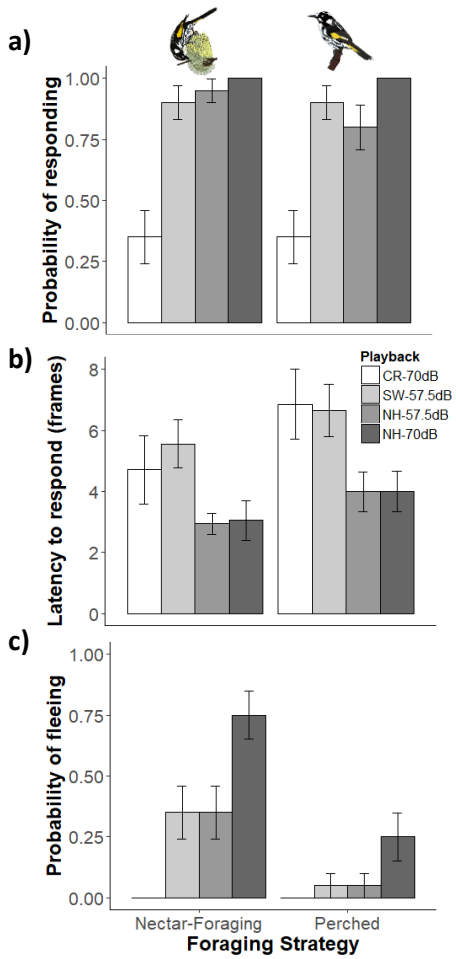 a)
Probability of responding
1.00
0.75
0.50
0.25
0.00
b)
Latency to respond (frames)
8
6
4
2
0
Playback
CR-70dB
SW-57.5dB
NH-57.5dB
NH-70dB
c)
Probability of fleeing
1.00
0.75
0.50
0.25
0.00
Nectar-Foraging Perched
Foraging Strategy